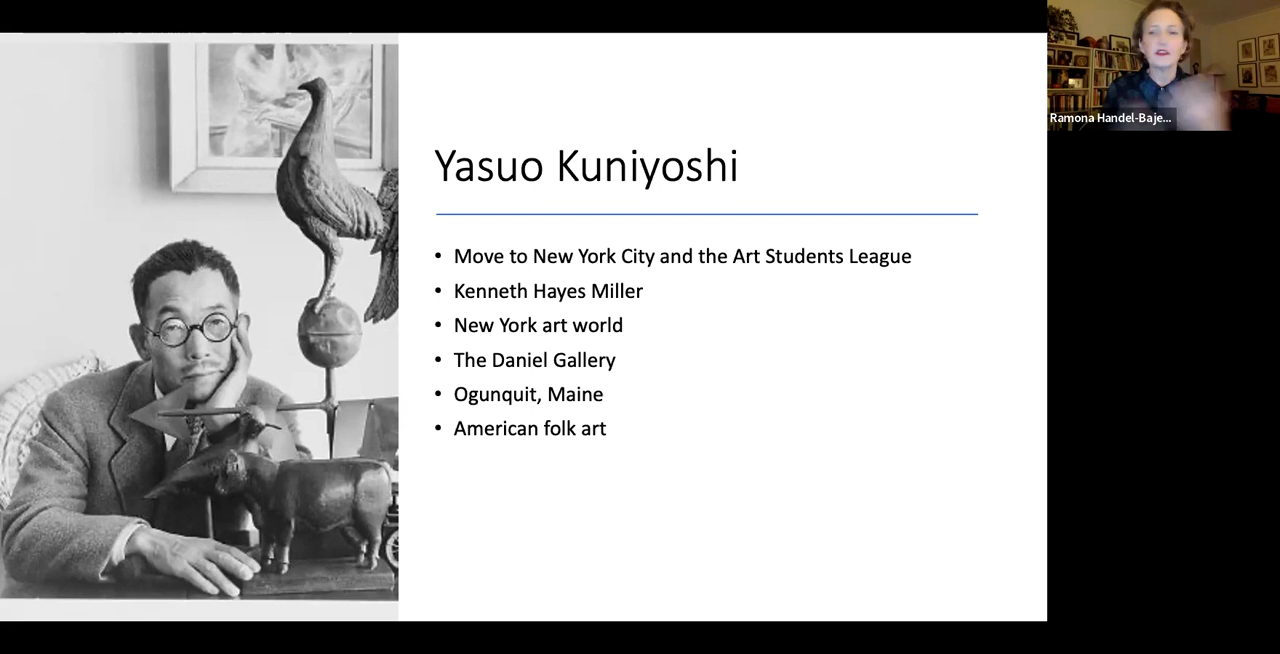 Yasuo Kuniyoshi
• Move to New York City and the Art Students League
• Kenneth Hayes Miller
• New York art world
• The Daniel Gallery
• Ogunquit, Maine
• American folk art
Ramona Handel-Baje...